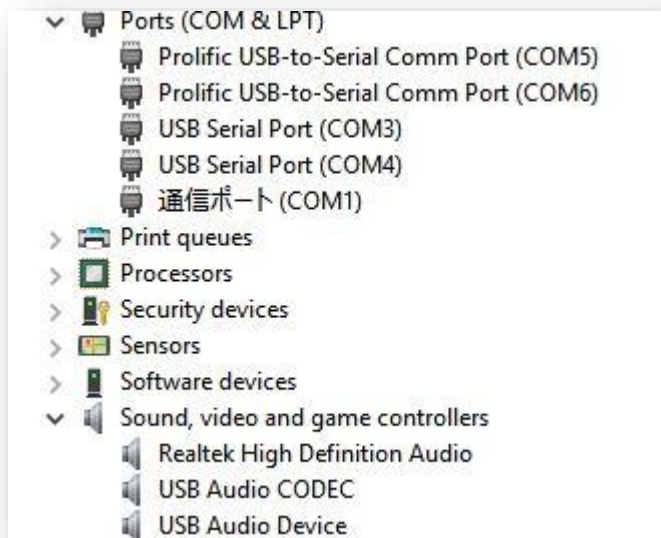 Ports (COM & LPT)
Prolific USB-to-Serial Comm Port (COM5)
Prolific USB-to-Serial Comm Port (COM6)
USB Serial Port (COM3)
USB Serial Port (COM4)
通信ポート (COM1)
Print queues
Processors
Security devices
Sensors
Software devices
Sound, video and game controllers
Realtek High Definition Audio
USB Audio CODEC
USB Audio Device